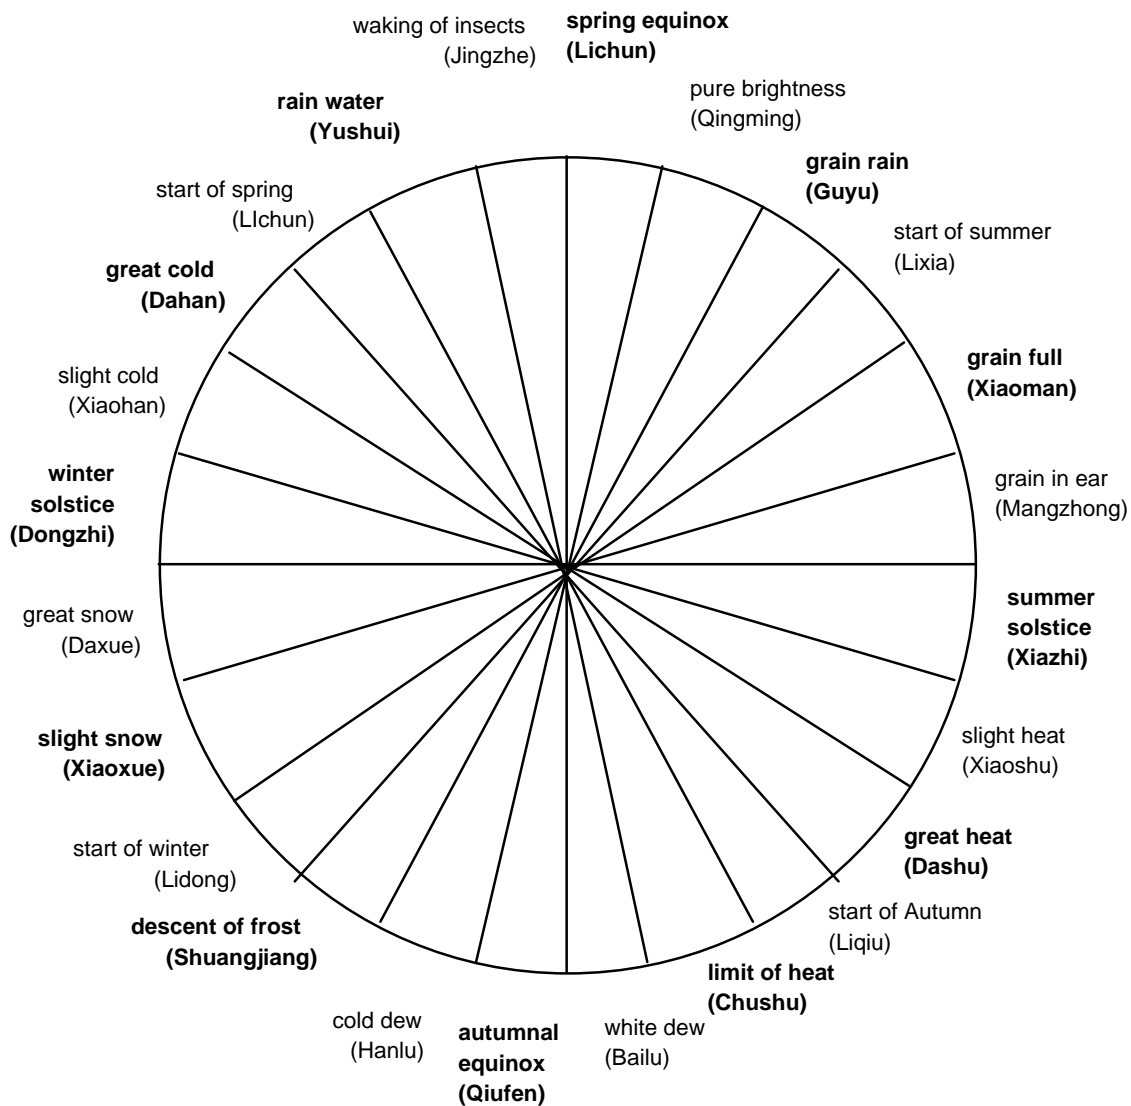 waking of insects
(Jingzhe)
spring equinox
(Lichun)
pure brightness
(Qingming)
grain rain
(Guyu)
start of summer
(Lixia)
grain full
(Xiaoman)
grain in ear
(Mangzhong)
summer
solstice
(Xiazhi)
slight heat
(Xiaoshu)
great heat
(Dashu)
start of Autumn
(Liqiu)
limit of heat
(Chushu)
white dew
(Bailu)
autumnal
equinox
(Qiufen)
cold dew
(Hanlu)
descent of frost
(Shuangjiang)
start of winter
(Lidong)
slight snow
(Xiaoxue)
great snow
(Daxue)
winter
solstice
(Dongzhi)
slight cold
(Xiaohan)
great cold
(Dahan)
start of spring
(LIchun)
rain water
(Yushui)